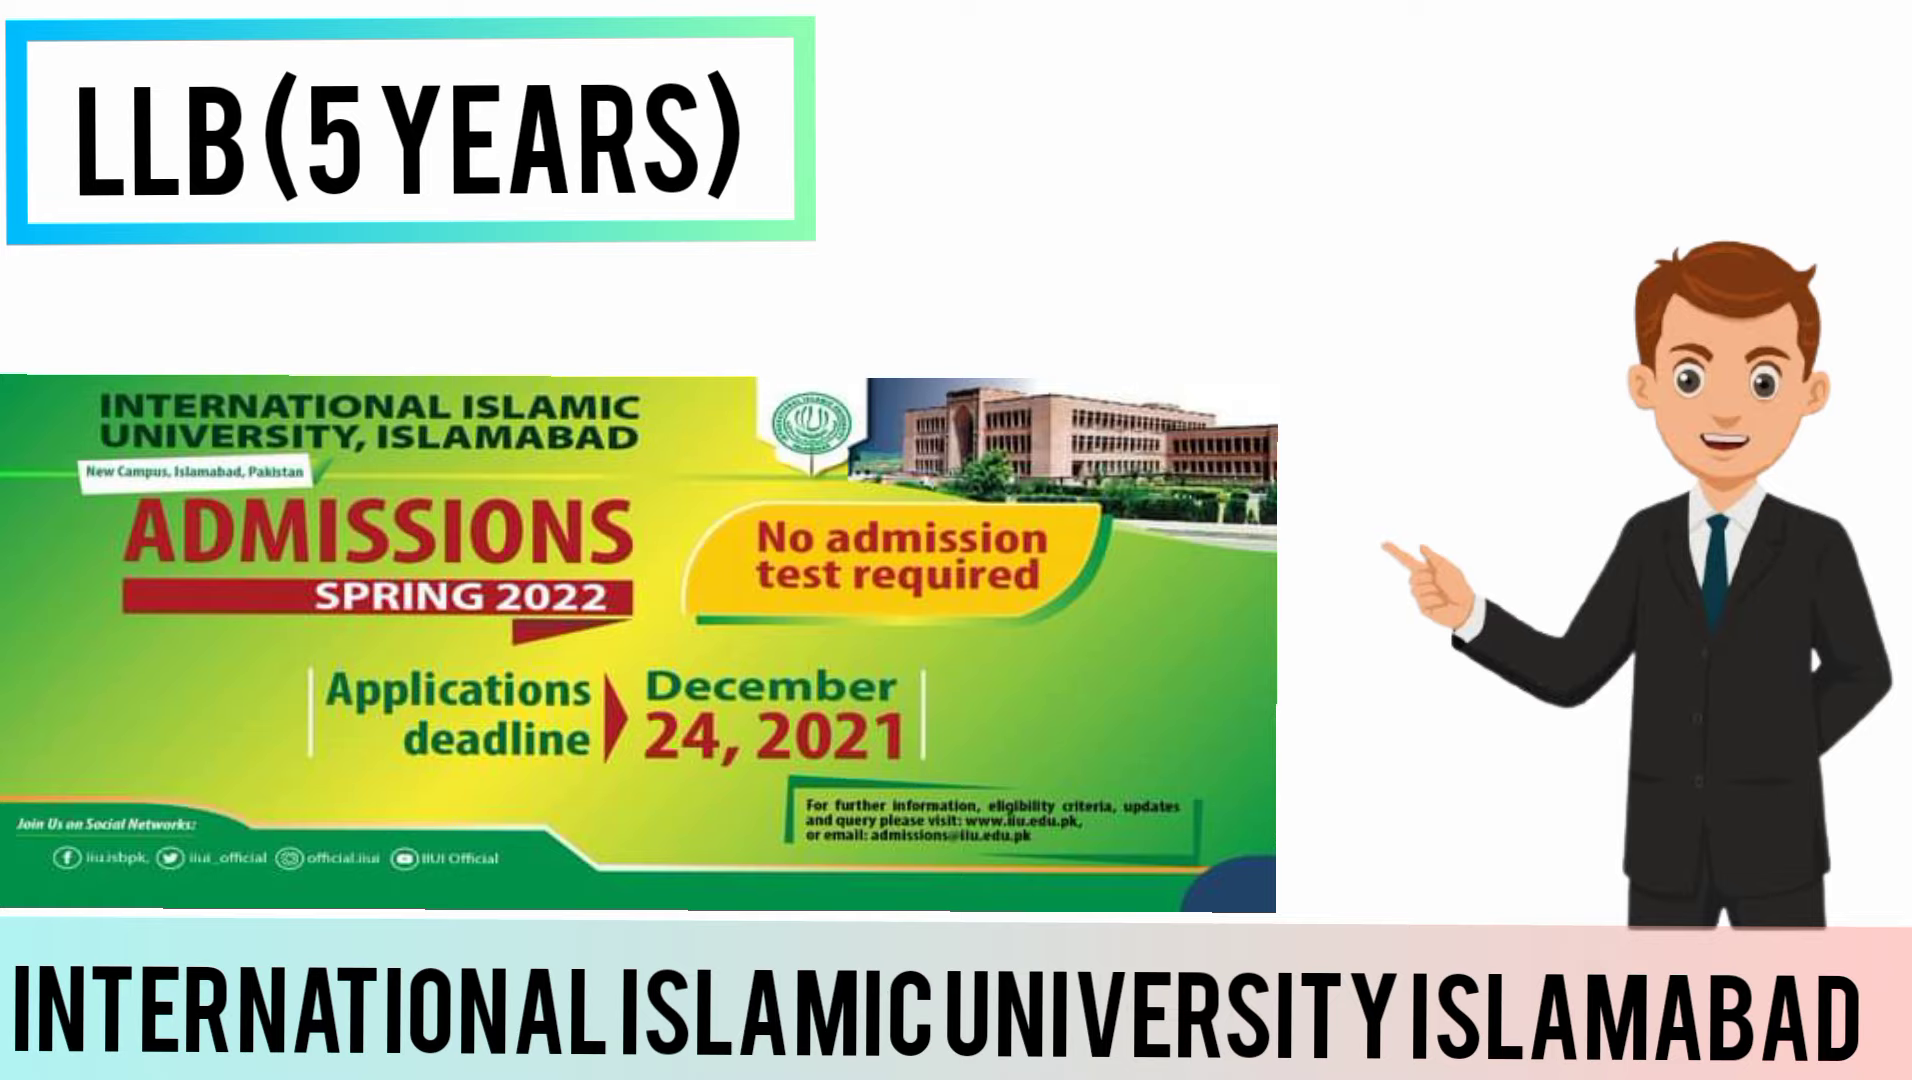 LLB (5 YEARS)
INTERNATIONAL ISLAMIC
UNIVERSITY, ISLAMABAD
New Campus, Islamabad, Pakistan
ADMISSIONS
SPRING 2022
No admission
test required
Applications
deadline
December
24, 2021
For further information, eligibility criteria, updates
and query please visit: www.iiu.edu.pk,
or email: admissions@iiu.edu.pk
Join Us on Social Networks:
iiu.isbpk, iiui_official official.iiui IIUI Official
INTERNATIONAL ISLAMIC UNIVERSITY ISLAMABAD